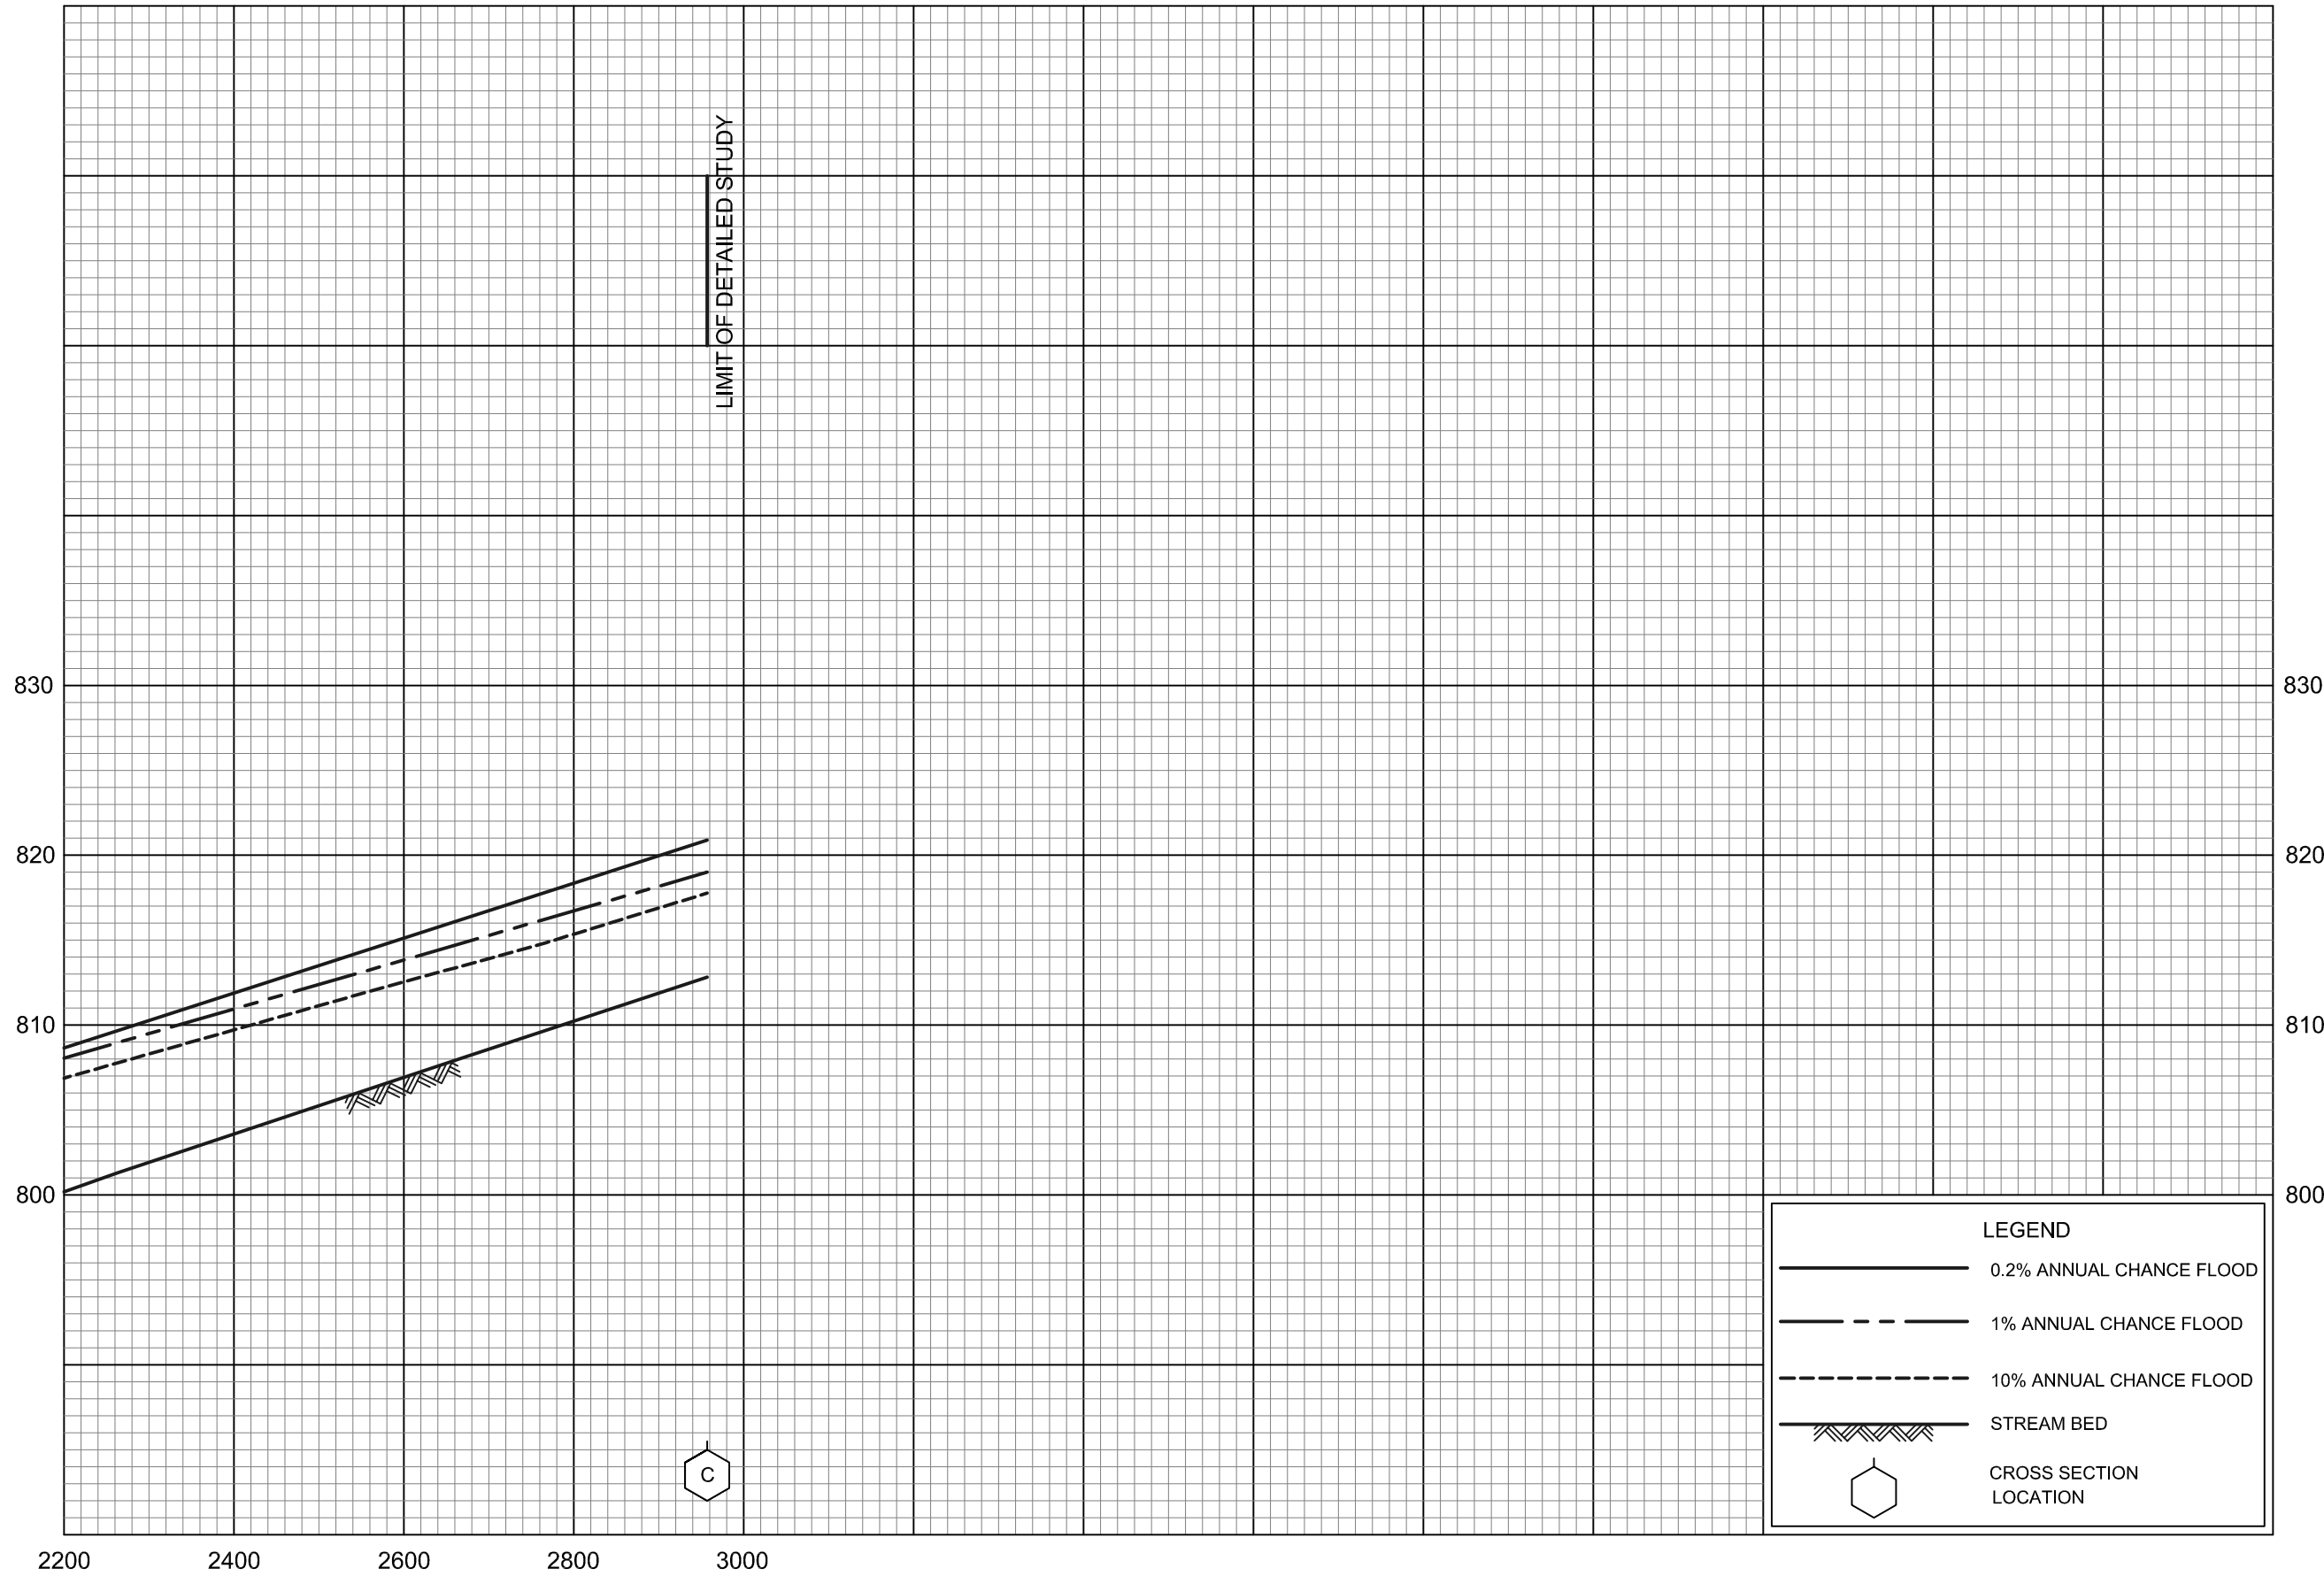 LIMIT OF DETAILED STUDY
830 830
820 820
810 810
800 800
LEGEND
0.2% ANNUAL CHANCE FLOOD
1% ANNUAL CHANCE FLOOD
10% ANNUAL CHANCE FLOOD
STREAM BED
CROSS SECTION
LOCATION
C
2200 2400 2600 2800 3000